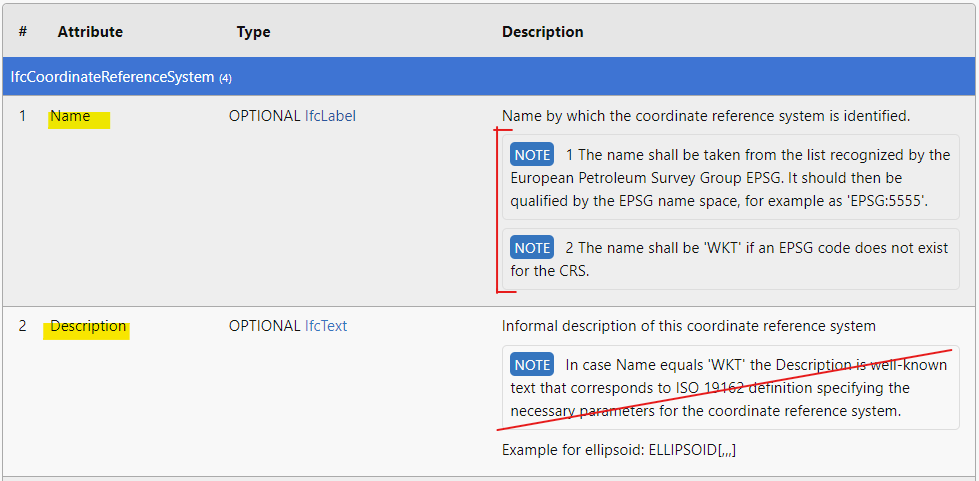 # Attribute Type Description
IfcCoordinateReferenceSystem (4)
1 Name OPTIONAL IfcLabel Name by which the coordinate reference system is identified.
NOTE 1 The name shall be taken from the list recognized by the
European Petroleum Survey Group EPSG. It should then be
qualified by the EPSG name space, for example as 'EPSG:5555'.
NOTE 2 The name shall be 'WKT' if an EPSG code does not exist
for the CRS.
2 Description OPTIONAL IfcText Informal description of this coordinate reference system
NOTE In case Name equals 'WKT' the Description is well-known
text that corresponds to ISO 19162 definition specifying the
necessary parameters for the coordinate reference system.
Example for ellipsoid: ELLIPSOID[,,,]